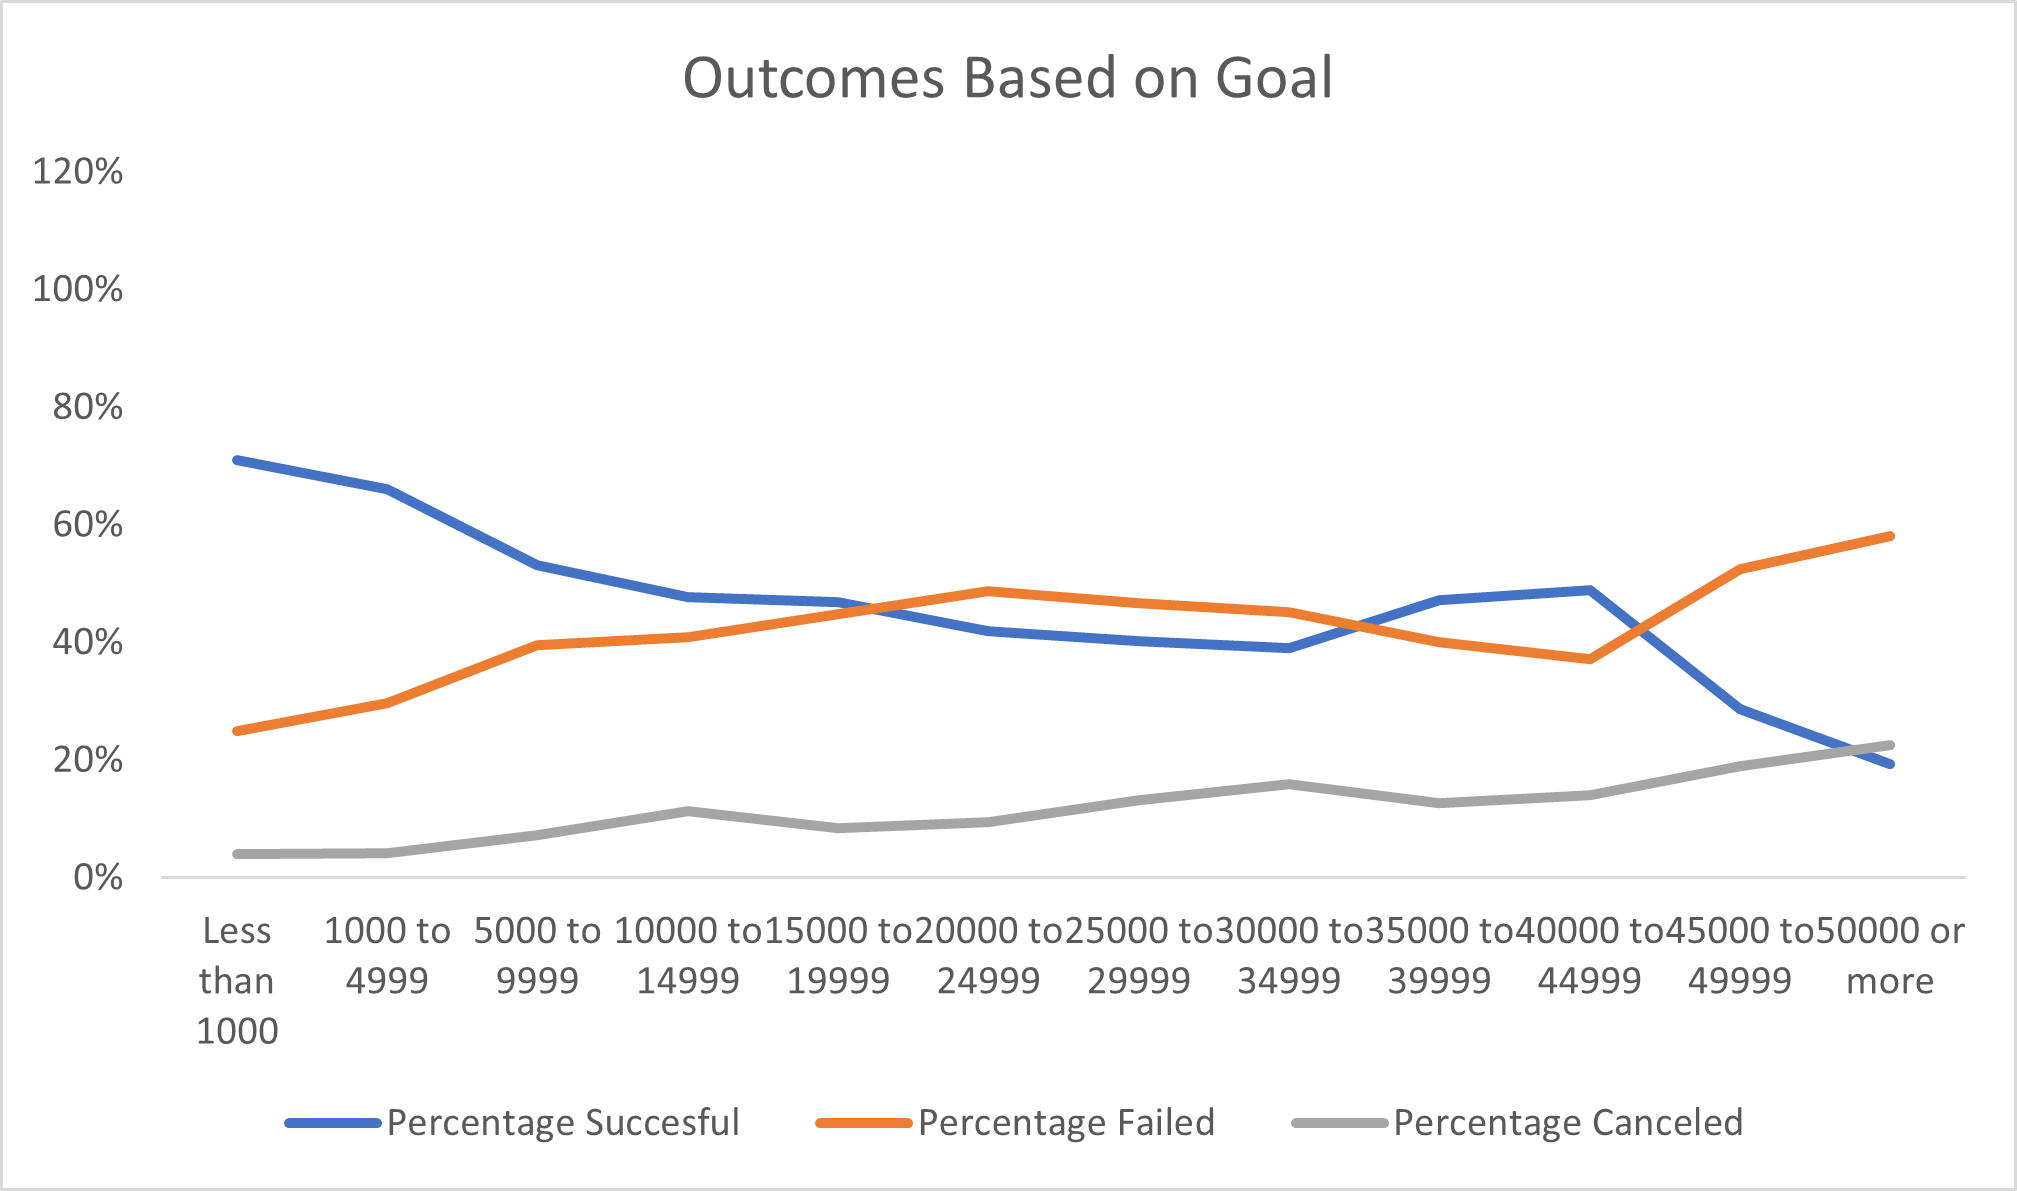 Outcomes Based on Goal
120%
100%
80%
60%
40%
20%
0%
Less than 1000
1000 to 4999
5000 to 9999
10000 to 14999
15000 to 19999
20000 to 24999
25000 to 29999
30000 to 34999
35000 to 39999
40000 to 44999
45000 to 49999
50000 or more
Percentage Succesful
Percentage Failed
Percentage Canceled